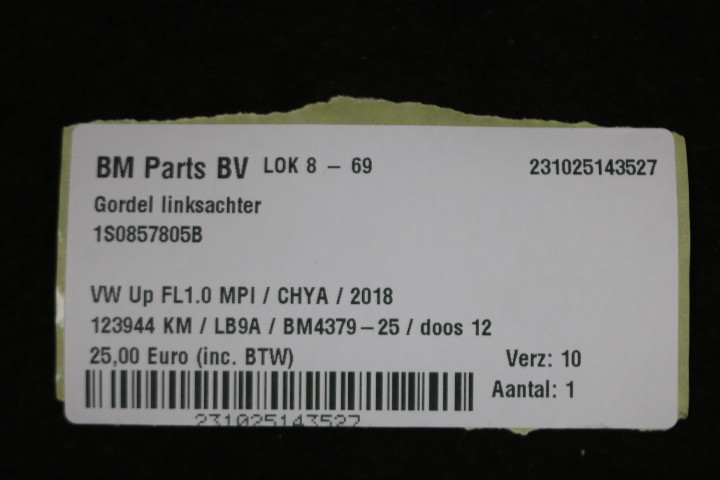 BM Parts BV LOK 8 – 69 231025143527
Gordel linksachter
1S0857805B
VW Up FL1.0 MPI / CHYA / 2018
123944 KM / LB9A / BM4379-25 / doos 12
25,00 Euro (inc. BTW) Verz: 10
Aantal: 1
231025143527